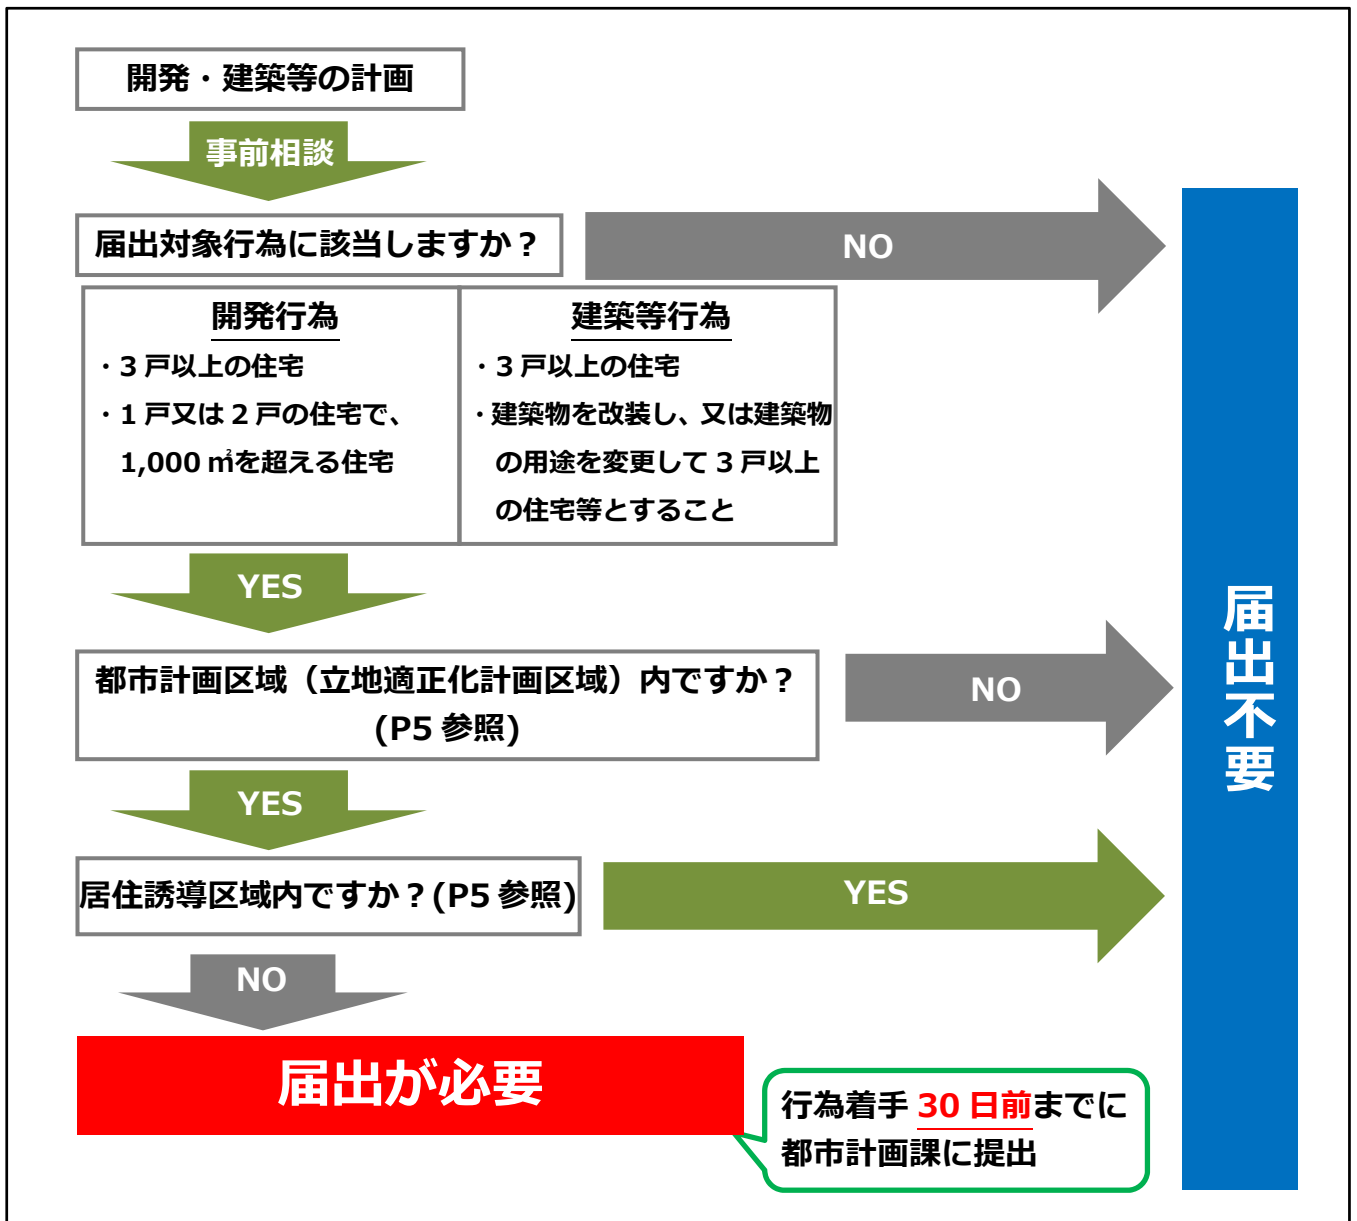 開発・建築等の計画
事前相談
届出対象行為に該当しますか？
NO
開発行為
・3 戸以上の住宅
・1 戸又は 2 戸の住宅で、
1,000 ㎡を超える住宅
建築等行為
・3 戸以上の住宅
・建築物を改装し、又は建築物
の用途を変更して 3 戸以上
の住宅等とすること
YES
都市計画区域（立地適正化計画区域）内ですか？
(P5 参照)
NO
YES
居住誘導区域内ですか？(P5 参照)
YES
NO
届出が必要
行為着手 30 日前までに
都市計画課に提出
届出不要